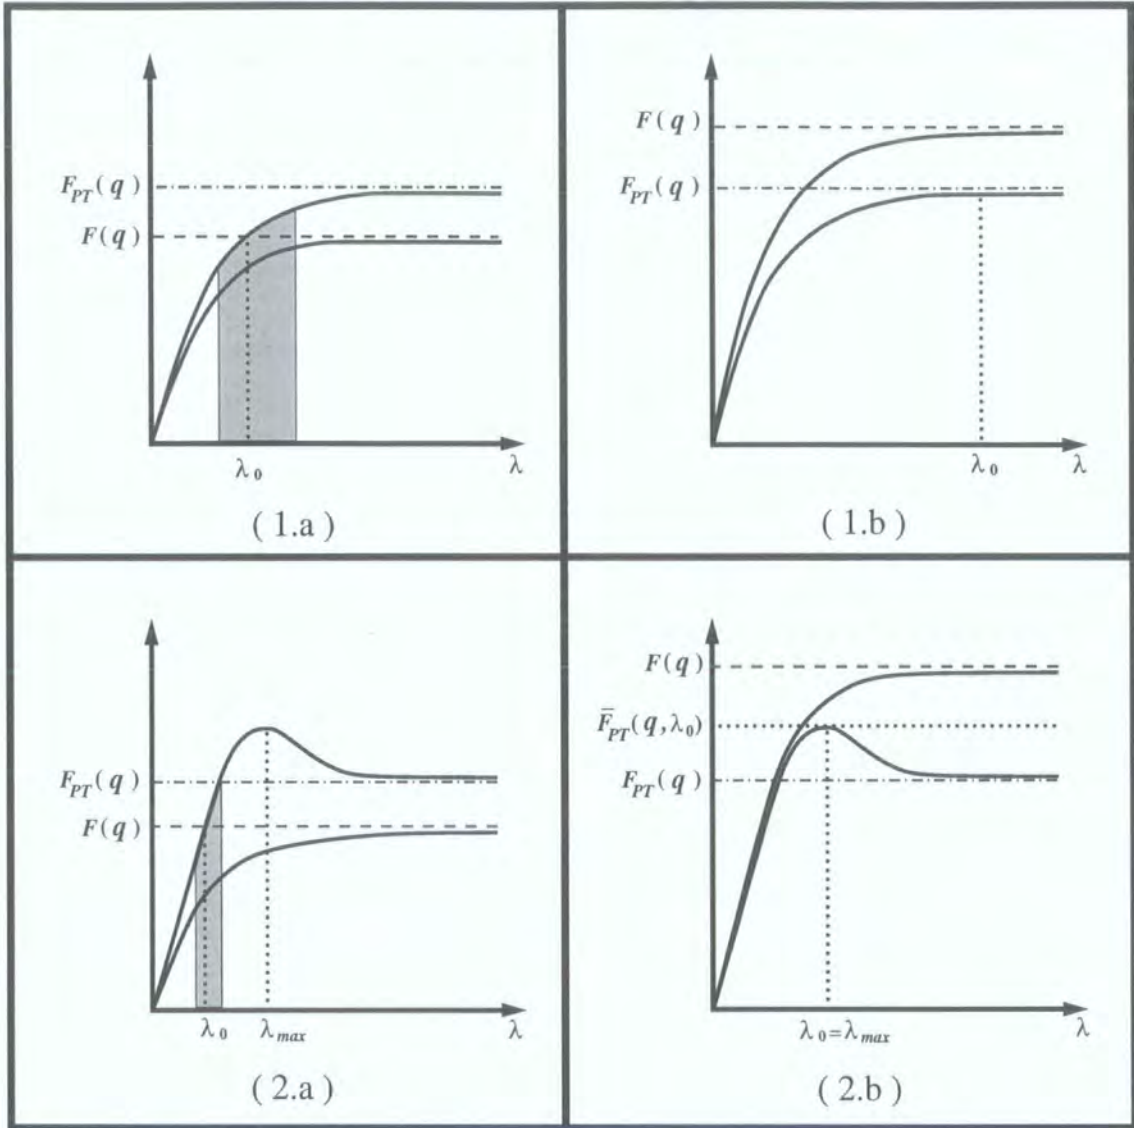 F_PT(q)
F(q)
λ₀
λ
(1.a)
F(q)
F_PT(q)
λ₀
λ
(1.b)
F_PT(q)
F(q)
λ₀
λ_max
λ
(2.a)
F(q)
F̄_PT(q,λ₀)
F_PT(q)
λ₀=λ_max
λ
(2.b)